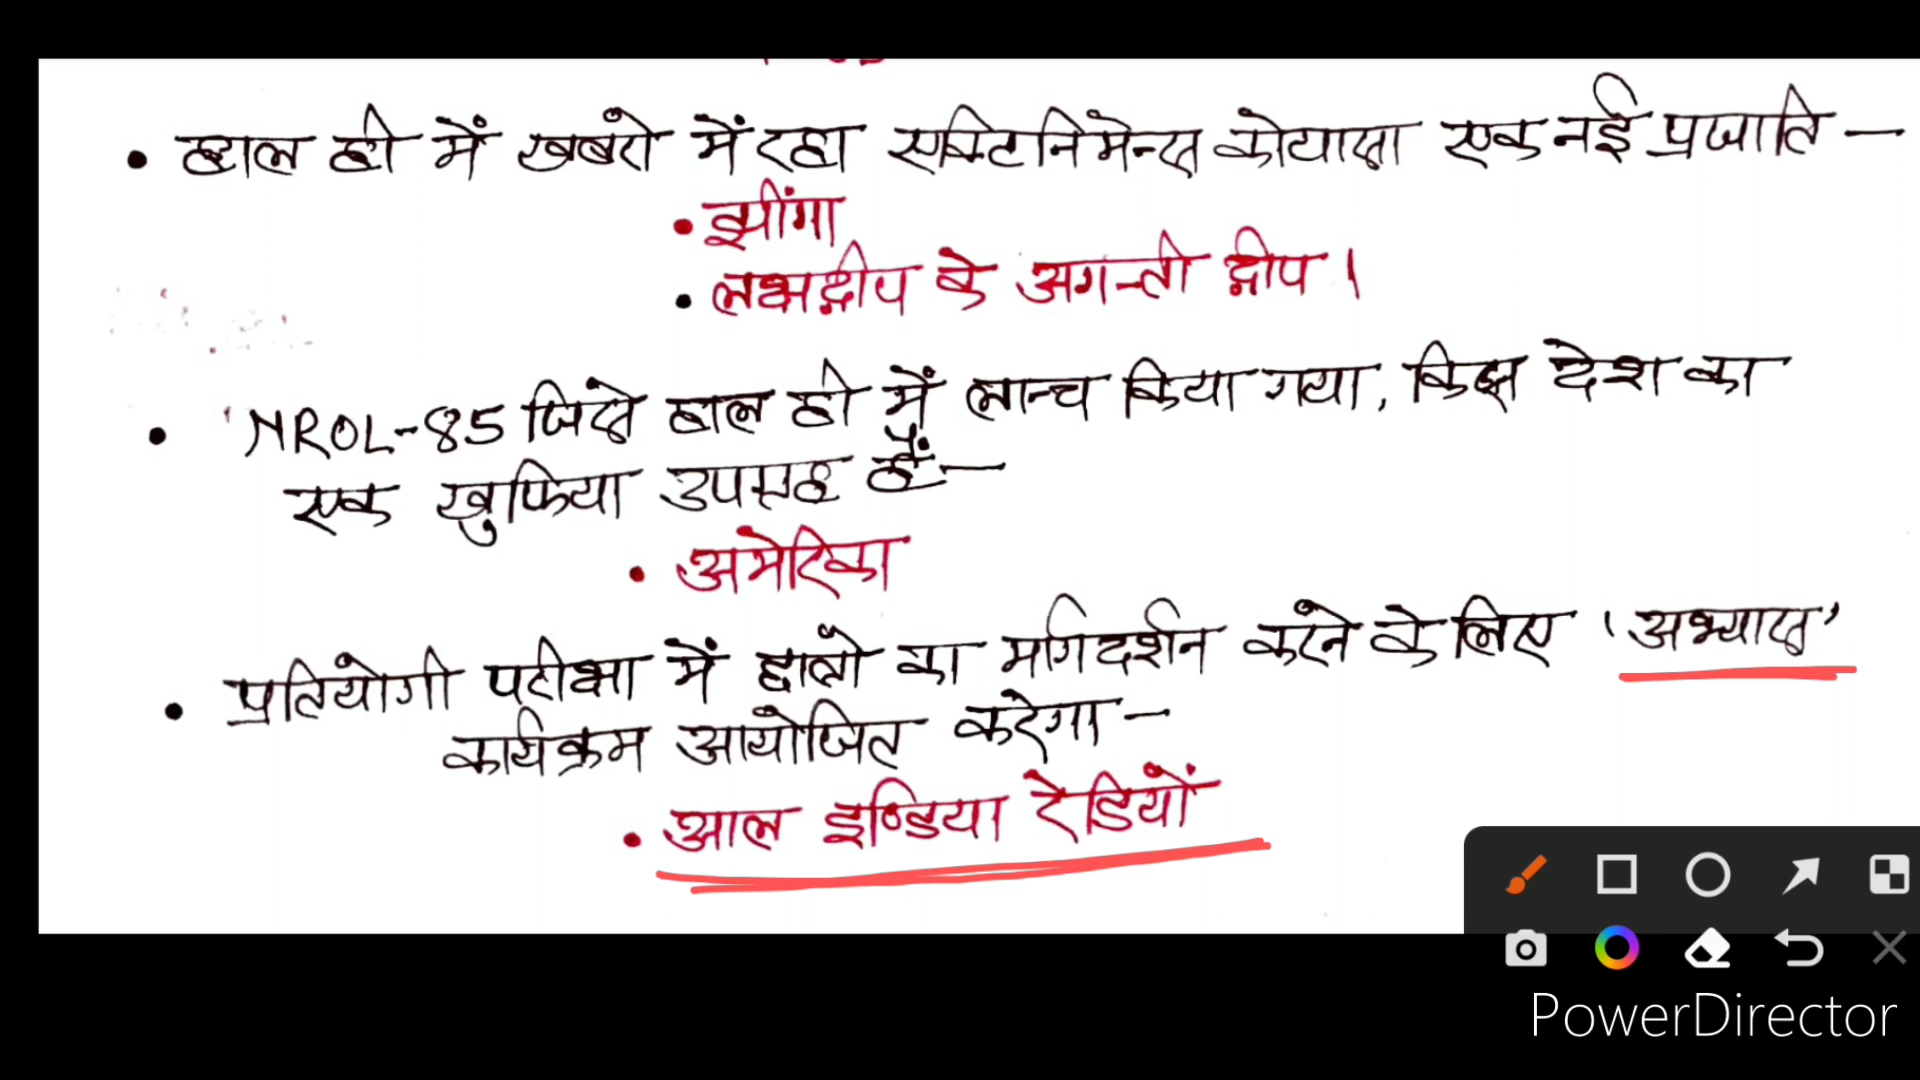 • हाल ही में खबरो में रहा एक्टिनिमेन्स कोयासा एक नई प्रजाति –
• झींगा
• लक्षद्वीप के अगत्ती द्वीप।
• 'NROL-85 जिसे हाल ही में लान्च किया गया, किस देश का
एक खुफिया उपग्रह हैं –
• अमेरिका
• प्रतियोगी परीक्षा में छात्रो का मार्गदर्शन करने के लिए 'अभ्यास'
कार्यक्रम आयोजित करेगा –
• आल इण्डिया रेडियों
PowerDirector